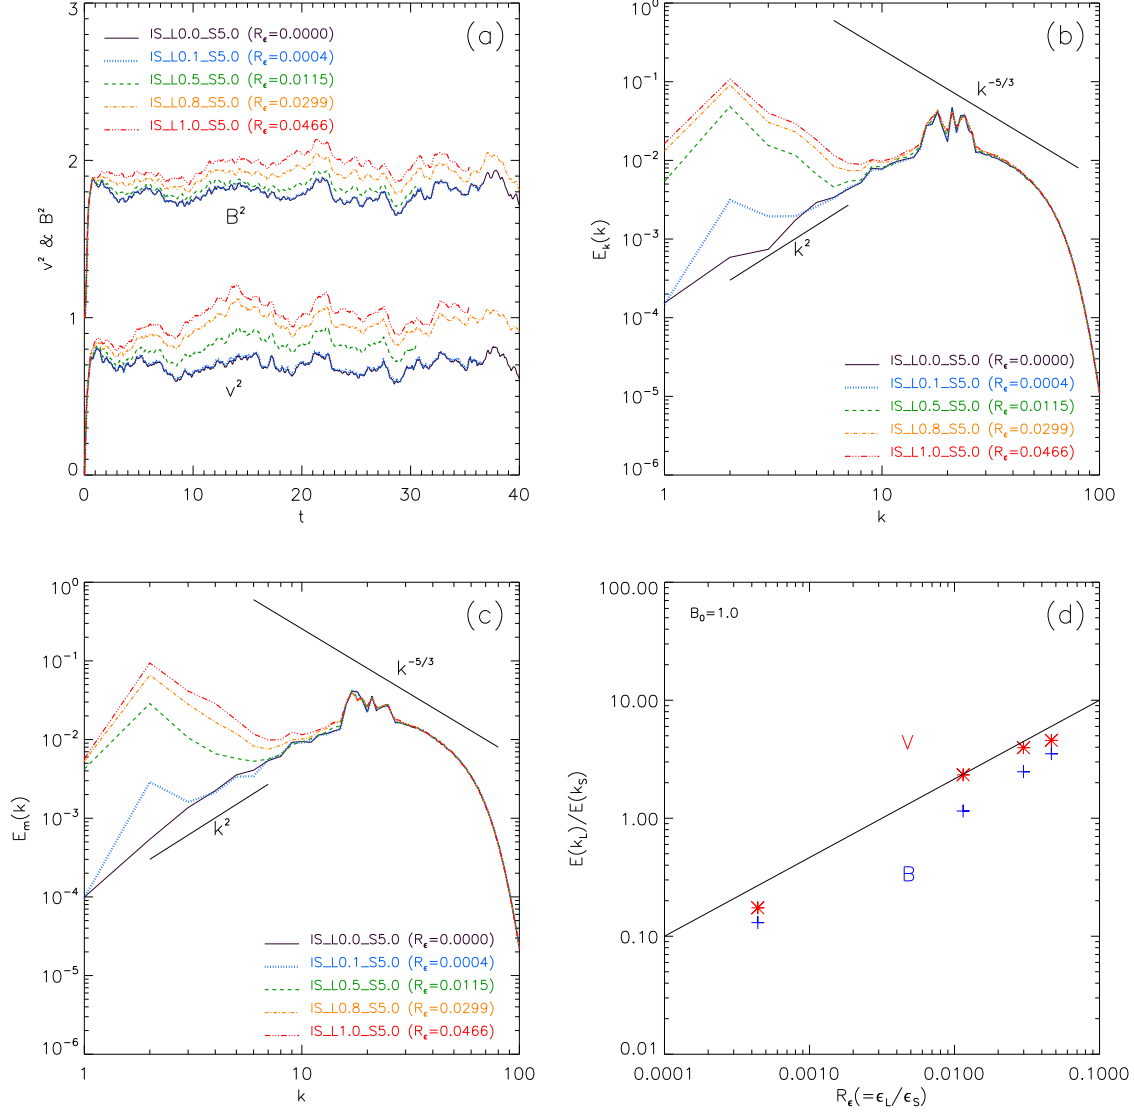 (a)
IS_L0.0_S5.0 (Rϵ=0.0000)
IS_L0.1_S5.0 (Rϵ=0.0004)
IS_L0.5_S5.0 (Rϵ=0.0115)
IS_L0.8_S5.0 (Rϵ=0.0299)
IS_L1.0_S5.0 (Rϵ=0.0466)
3
2
1
0
v² & B²
B²
v²
0 10 20 30 40
t
(b)
10⁰
10⁻¹
10⁻²
10⁻³
10⁻⁴
10⁻⁵
10⁻⁶
Eₖ(k)
k⁻⁵/³
k²
IS_L0.0_S5.0 (Rϵ=0.0000)
IS_L0.1_S5.0 (Rϵ=0.0004)
IS_L0.5_S5.0 (Rϵ=0.0115)
IS_L0.8_S5.0 (Rϵ=0.0299)
IS_L1.0_S5.0 (Rϵ=0.0466)
1 10 100
k
(c)
10⁰
10⁻¹
10⁻²
10⁻³
10⁻⁴
10⁻⁵
10⁻⁶
Eₘ(k)
k⁻⁵/³
k²
IS_L0.0_S5.0 (Rϵ=0.0000)
IS_L0.1_S5.0 (Rϵ=0.0004)
IS_L0.5_S5.0 (Rϵ=0.0115)
IS_L0.8_S5.0 (Rϵ=0.0299)
IS_L1.0_S5.0 (Rϵ=0.0466)
1 10 100
k
(d)
B₀=1.0
100.00
10.00
1.00
0.10
0.01
E(k_L)/E(k_S)
V
B
0.0001 0.0010 0.0100 0.1000
Rϵ(=ϵ_L/ϵ_S)